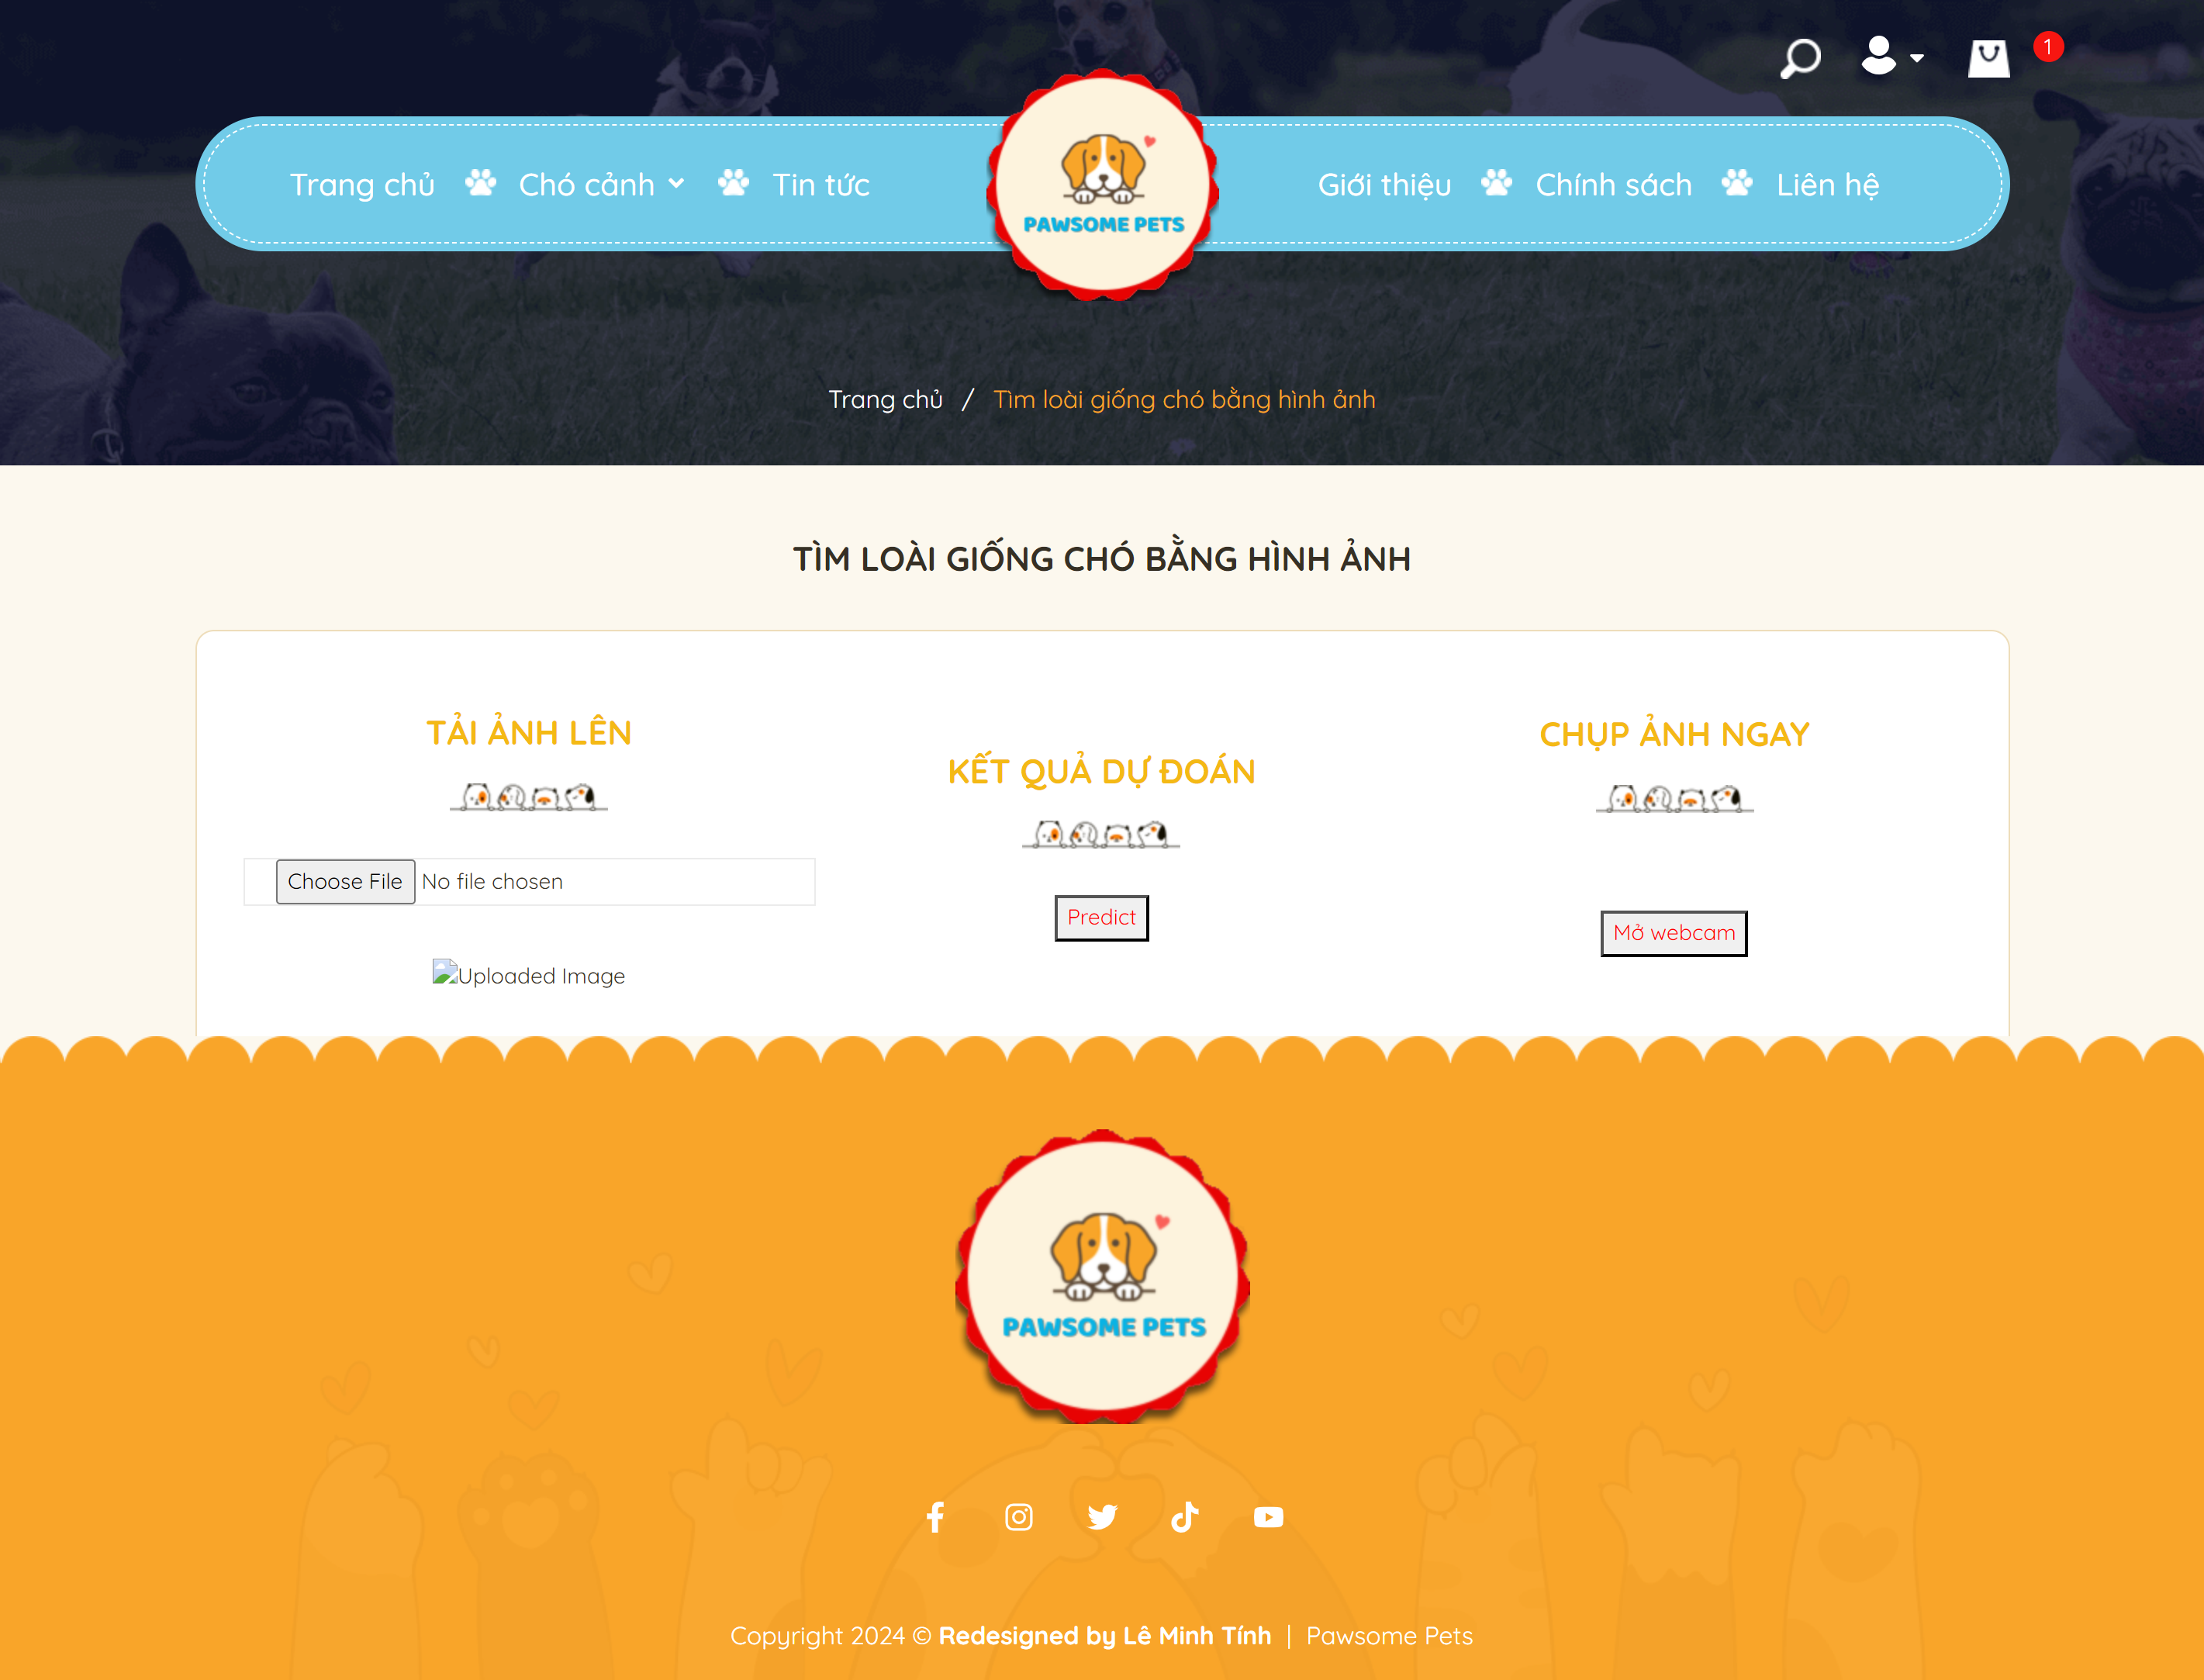 1
Trang chủ Chó cảnh Tin tức
PAWSOME PETS
Giới thiệu Chính sách Liên hệ
Trang chủ / Tìm loài giống chó bằng hình ảnh
TÌM LOÀI GIỐNG CHÓ BẰNG HÌNH ẢNH
TẢI ẢNH LÊN
Choose File No file chosen
Uploaded Image
KẾT QUẢ DỰ ĐOÁN
Predict
CHỤP ẢNH NGAY
Mở webcam
PAWSOME PETS
Copyright 2024 © Redesigned by Lê Minh Tính | Pawsome Pets